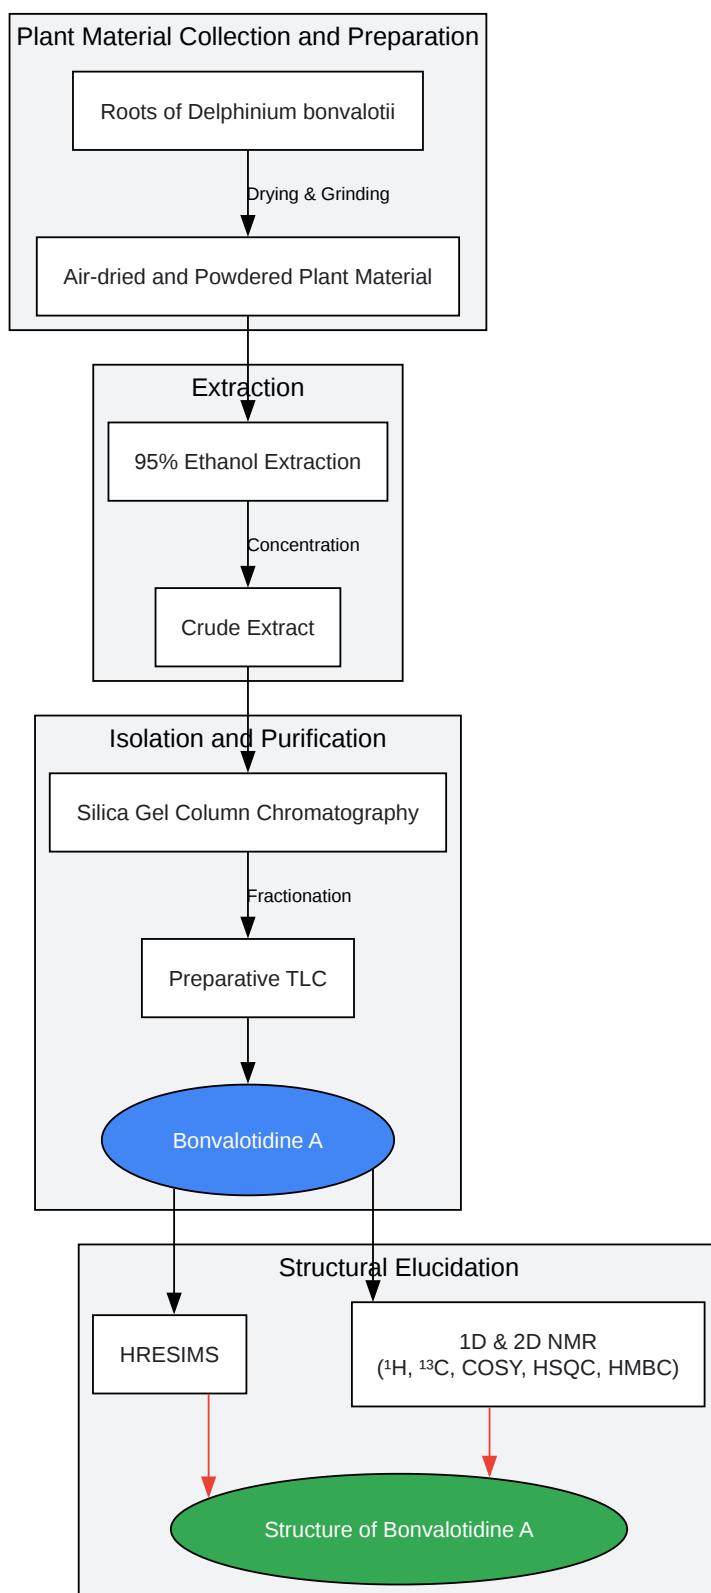 Plant Material Collection and Preparation
Roots of Delphinium bonvalotii
Drying & Grinding
Air-dried and Powdered Plant Material
Extraction
95% Ethanol Extraction
Concentration
Crude Extract
Isolation and Purification
Silica Gel Column Chromatography
Fractionation
Preparative TLC
Bonvalotidine A
Structural Elucidation
HRESIMS
1D & 2D NMR
(¹H, ¹³C, COSY, HSQC, HMBC)
Structure of Bonvalotidine A